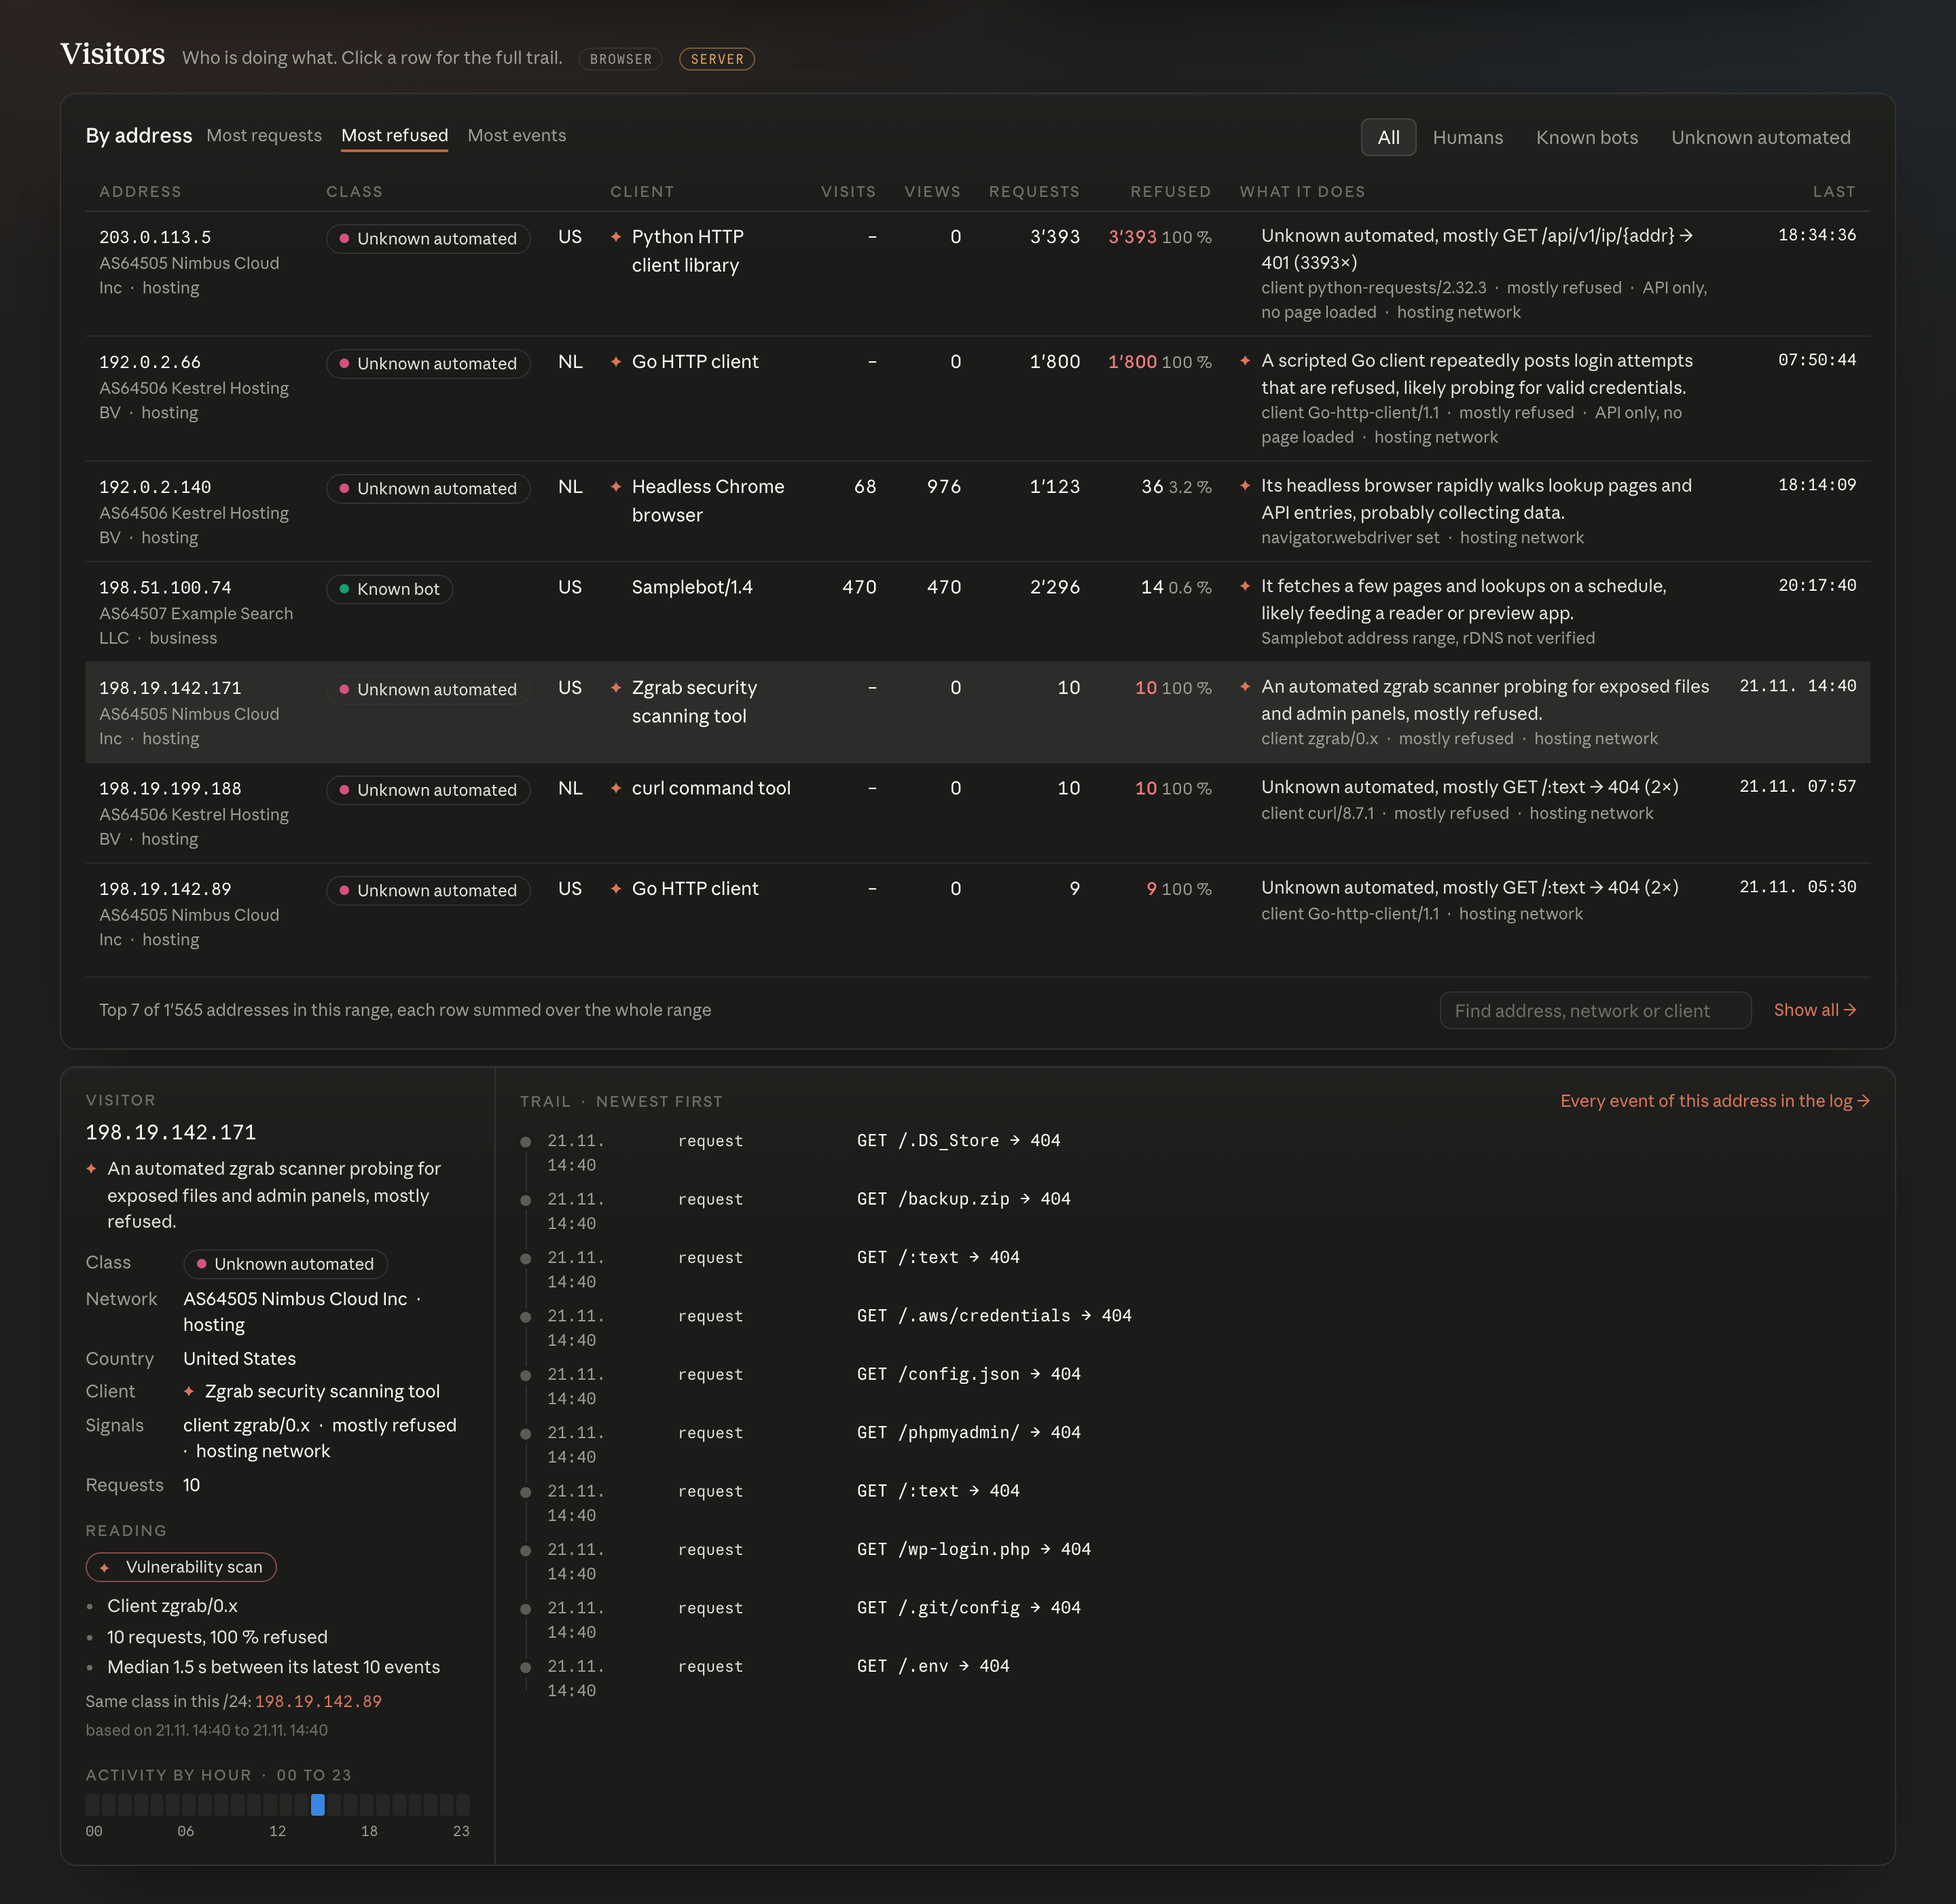 Visitors Who is doing what. Click a row for the full trail. BROWSER SERVER
By address Most requests Most refused Most events All Humans Known bots Unknown automated
ADDRESS CLASS CLIENT VISITS VIEWS REQUESTS REFUSED WHAT IT DOES LAST
203.0.113.5 Unknown automated US ✦ Python HTTP – 0 3’393 3’393 100 % Unknown automated, mostly GET /api/v1/ip/{addr} → 18:34:36
AS64505 Nimbus Cloud client library 401 (3393×)
Inc · hosting client python-requests/2.32.3 · mostly refused · API only,
no page loaded · hosting network
192.0.2.66 Unknown automated NL ✦ Go HTTP client – 0 1’800 1’800 100 % ✦ A scripted Go client repeatedly posts login attempts 07:50:44
AS64506 Kestrel Hosting that are refused, likely probing for valid credentials.
BV · hosting client Go-http-client/1.1 · mostly refused · API only, no
page loaded · hosting network
192.0.2.140 Unknown automated NL ✦ Headless Chrome 68 976 1’123 36 3.2 % ✦ Its headless browser rapidly walks lookup pages and 18:14:09
AS64506 Kestrel Hosting browser API entries, probably collecting data.
BV · hosting navigator.webdriver set · hosting network
198.51.100.74 Known bot US Samplebot/1.4 470 470 2’296 14 0.6 % ✦ It fetches a few pages and lookups on a schedule, 20:17:40
AS64507 Example Search likely feeding a reader or preview app.
LLC · business Samplebot address range, rDNS not verified
198.19.142.171 Unknown automated US ✦ Zgrab security – 0 10 10 100 % ✦ An automated zgrab scanner probing for exposed files 21.11. 14:40
AS64505 Nimbus Cloud scanning tool and admin panels, mostly refused.
Inc · hosting client zgrab/0.x · mostly refused · hosting network
198.19.199.188 Unknown automated NL ✦ curl command tool – 0 10 10 100 % Unknown automated, mostly GET /:text → 404 (2×) 21.11. 07:57
AS64506 Kestrel Hosting client curl/8.7.1 · mostly refused · hosting network
BV · hosting
198.19.142.89 Unknown automated US ✦ Go HTTP client – 0 9 9 100 % Unknown automated, mostly GET /:text → 404 (2×) 21.11. 05:30
AS64505 Nimbus Cloud client Go-http-client/1.1 · hosting network
Inc · hosting
Top 7 of 1’565 addresses in this range, each row summed over the whole range Find address, network or client Show all →
VISITOR
198.19.142.171
✦ An automated zgrab scanner probing for
exposed files and admin panels, mostly
refused.
Class Unknown automated
Network AS64505 Nimbus Cloud Inc ·
hosting
Country United States
Client ✦ Zgrab security scanning tool
Signals client zgrab/0.x · mostly refused
· hosting network
Requests 10
READING
✦ Vulnerability scan
• Client zgrab/0.x
• 10 requests, 100 % refused
• Median 1.5 s between its latest 10 events
Same class in this /24: 198.19.142.89
based on 21.11. 14:40 to 21.11. 14:40
ACTIVITY BY HOUR · 00 TO 23
00 06 12 18 23
TRAIL · NEWEST FIRST Every event of this address in the log →
21.11. request GET /.DS_Store → 404
14:40
21.11. request GET /backup.zip → 404
14:40
21.11. request GET /:text → 404
14:40
21.11. request GET /.aws/credentials → 404
14:40
21.11. request GET /config.json → 404
14:40
21.11. request GET /phpmyadmin/ → 404
14:40
21.11. request GET /:text → 404
14:40
21.11. request GET /wp-login.php → 404
14:40
21.11. request GET /.git/config → 404
14:40
21.11. request GET /.env → 404
14:40